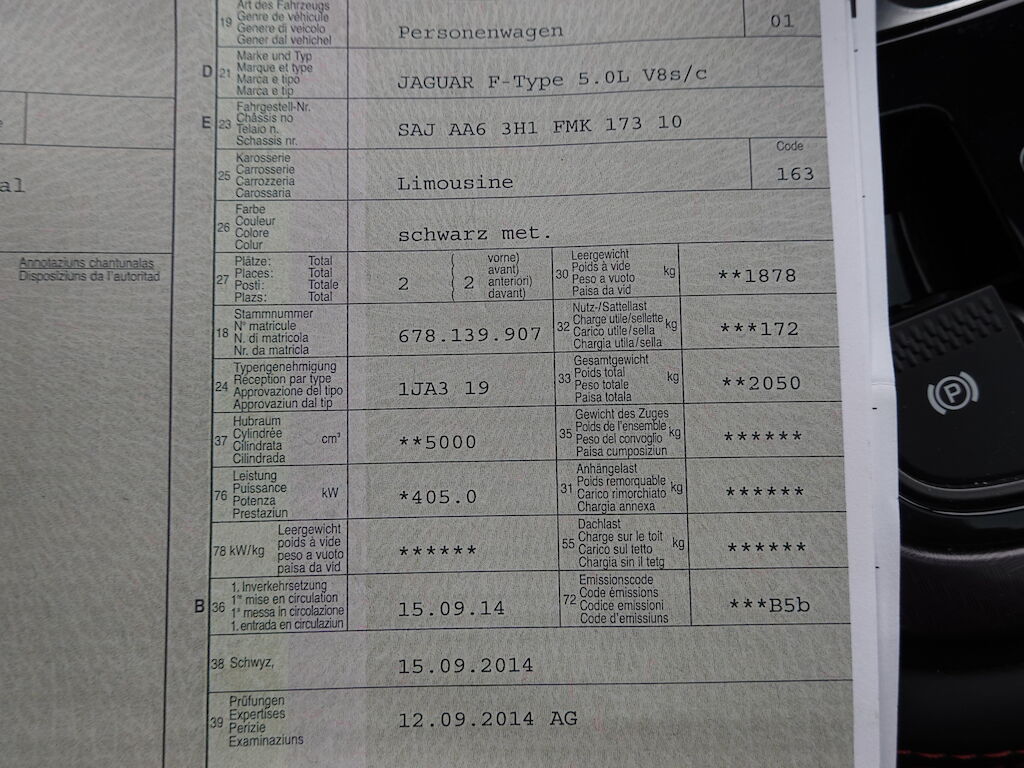 Art des Fahrzeugs
19 Genre de véhicule
Genere di veicolo
Gener dal vehichel
Personenwagen
01
D 21 Marke und Typ
Marque et type
Marca e tipo
Marca e tip
JAGUAR F-Type 5.0L V8s/c
E 23 Fahrgestell-Nr.
Châssis no
Telaio n.
Schassis nr.
SAJ AA6 3H1 FMK 173 10
25 Karosserie
Carrosserie
Carrozzeria
Carossaria
Limousine
Code
163
al
26 Farbe
Couleur
Colore
Colur
schwarz met.
Annotaziuns chantunalas
Disposiziuns da l'autoritad
27 Plätze: Total
Places: Total
Posti: Totale
Plazs: Total
2
2
vorne)
avant)
anteriori)
davant)
30 Leergewicht
Poids à vide
Peso a vuoto
Paisa da vid
kg
**1878
18 Stammnummer
N° matricule
N. di matricola
Nr. da matricla
678.139.907
32 Nutz-/Sattellast
Charge utile/sellette
Carico utile/sella
Chargia utila/sella
kg
***172
24 Typengenehmigung
Réception par type
Approvazione del tipo
Approvaziun dal tip
1JA3 19
33 Gesamtgewicht
Poids total
Peso totale
Paisa totala
kg
**2050
37 Hubraum
Cylindrée
Cilindrata
Cilindrada
cm³
**5000
35 Gewicht des Zuges
Poids de l'ensemble
Peso del convoglio
Paisa cumposiziun
kg
******
76 Leistung
Puissance
Potenza
Prestaziun
kW
*405.0
31 Anhängelast
Poids remorquable
Carico rimorchiato
Chargia annexa
kg
******
78 kW/kg
Leergewicht
poids à vide
peso a vuoto
paisa da vid
******
55 Dachlast
Charge sur le toit
Carico sul tetto
Chargia sin il tetg
kg
******
B 36 1. Inverkehrsetzung
1re mise en circulation
1a messa in circolazione
1. entrada en circulaziun
15.09.14
72 Emissionscode
Code émissions
Codice emissioni
Code d'emissiuns
***B5b
38 Schwyz,
15.09.2014
39 Prüfungen
Expertises
Perizie
Examinaziuns
12.09.2014 AG
P